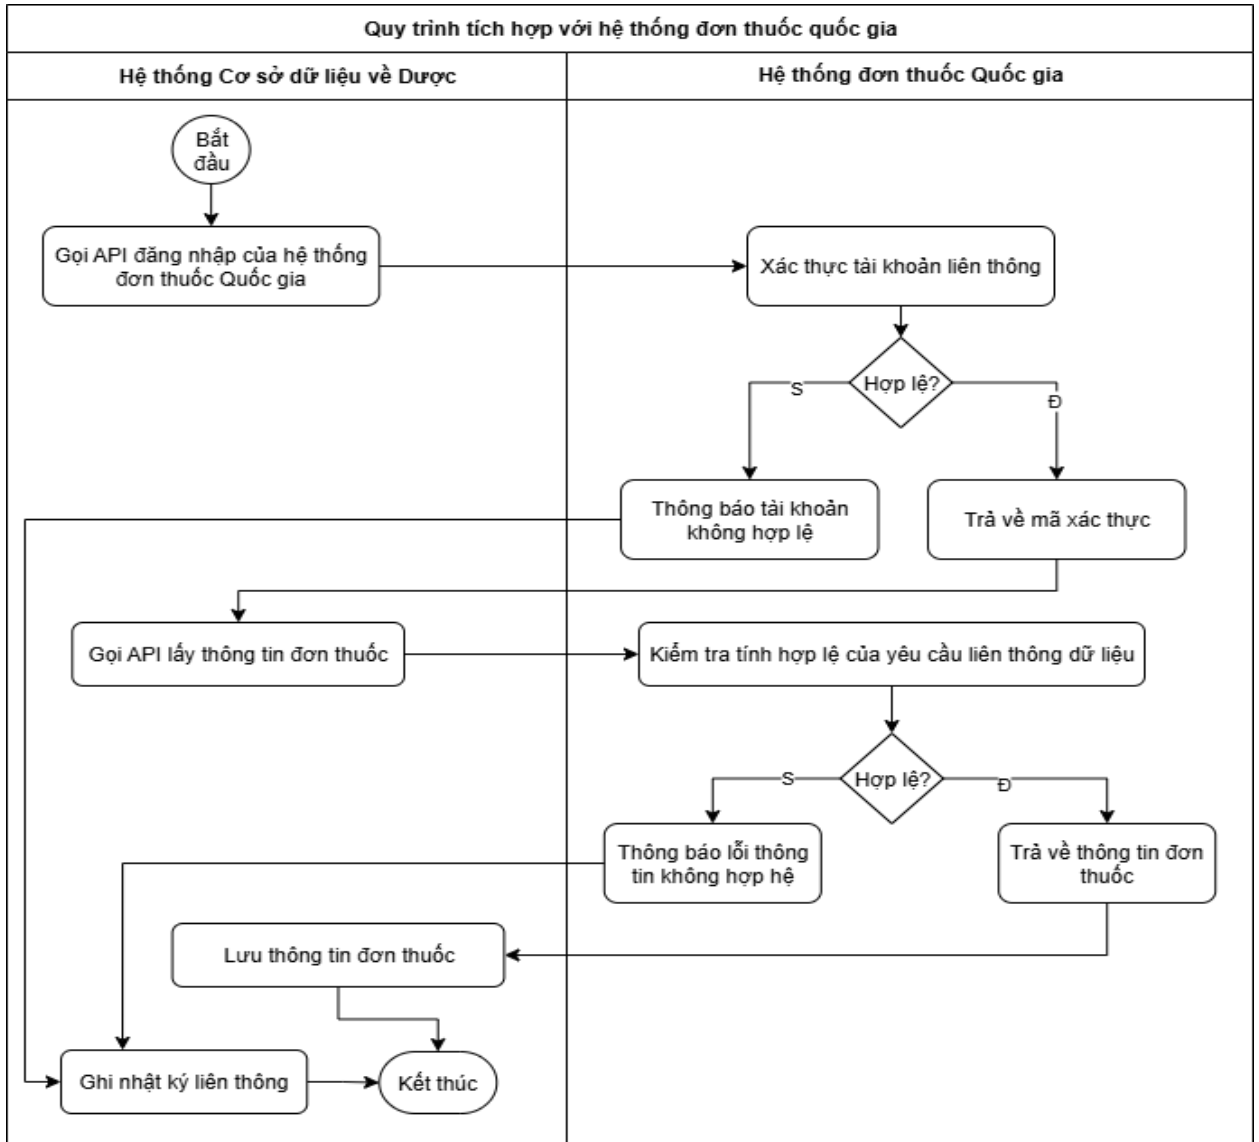 Quy trình tích hợp với hệ thống đơn thuốc quốc gia
Hệ thống Cơ sở dữ liệu về Dược
Hệ thống đơn thuốc Quốc gia
Bắt
đầu
Gọi API đăng nhập của hệ thống
đơn thuốc Quốc gia
Xác thực tài khoản liên thông
Hợp lệ?
S
Đ
Thông báo tài khoản
không hợp lệ
Trả về mã xác thực
Gọi API lấy thông tin đơn thuốc
Kiểm tra tính hợp lệ của yêu cầu liên thông dữ liệu
Hợp lệ?
S
Đ
Thông báo lỗi thông
tin không hợp hệ
Trả về thông tin đơn
thuốc
Lưu thông tin đơn thuốc
Ghi nhật ký liên thông
Kết thúc